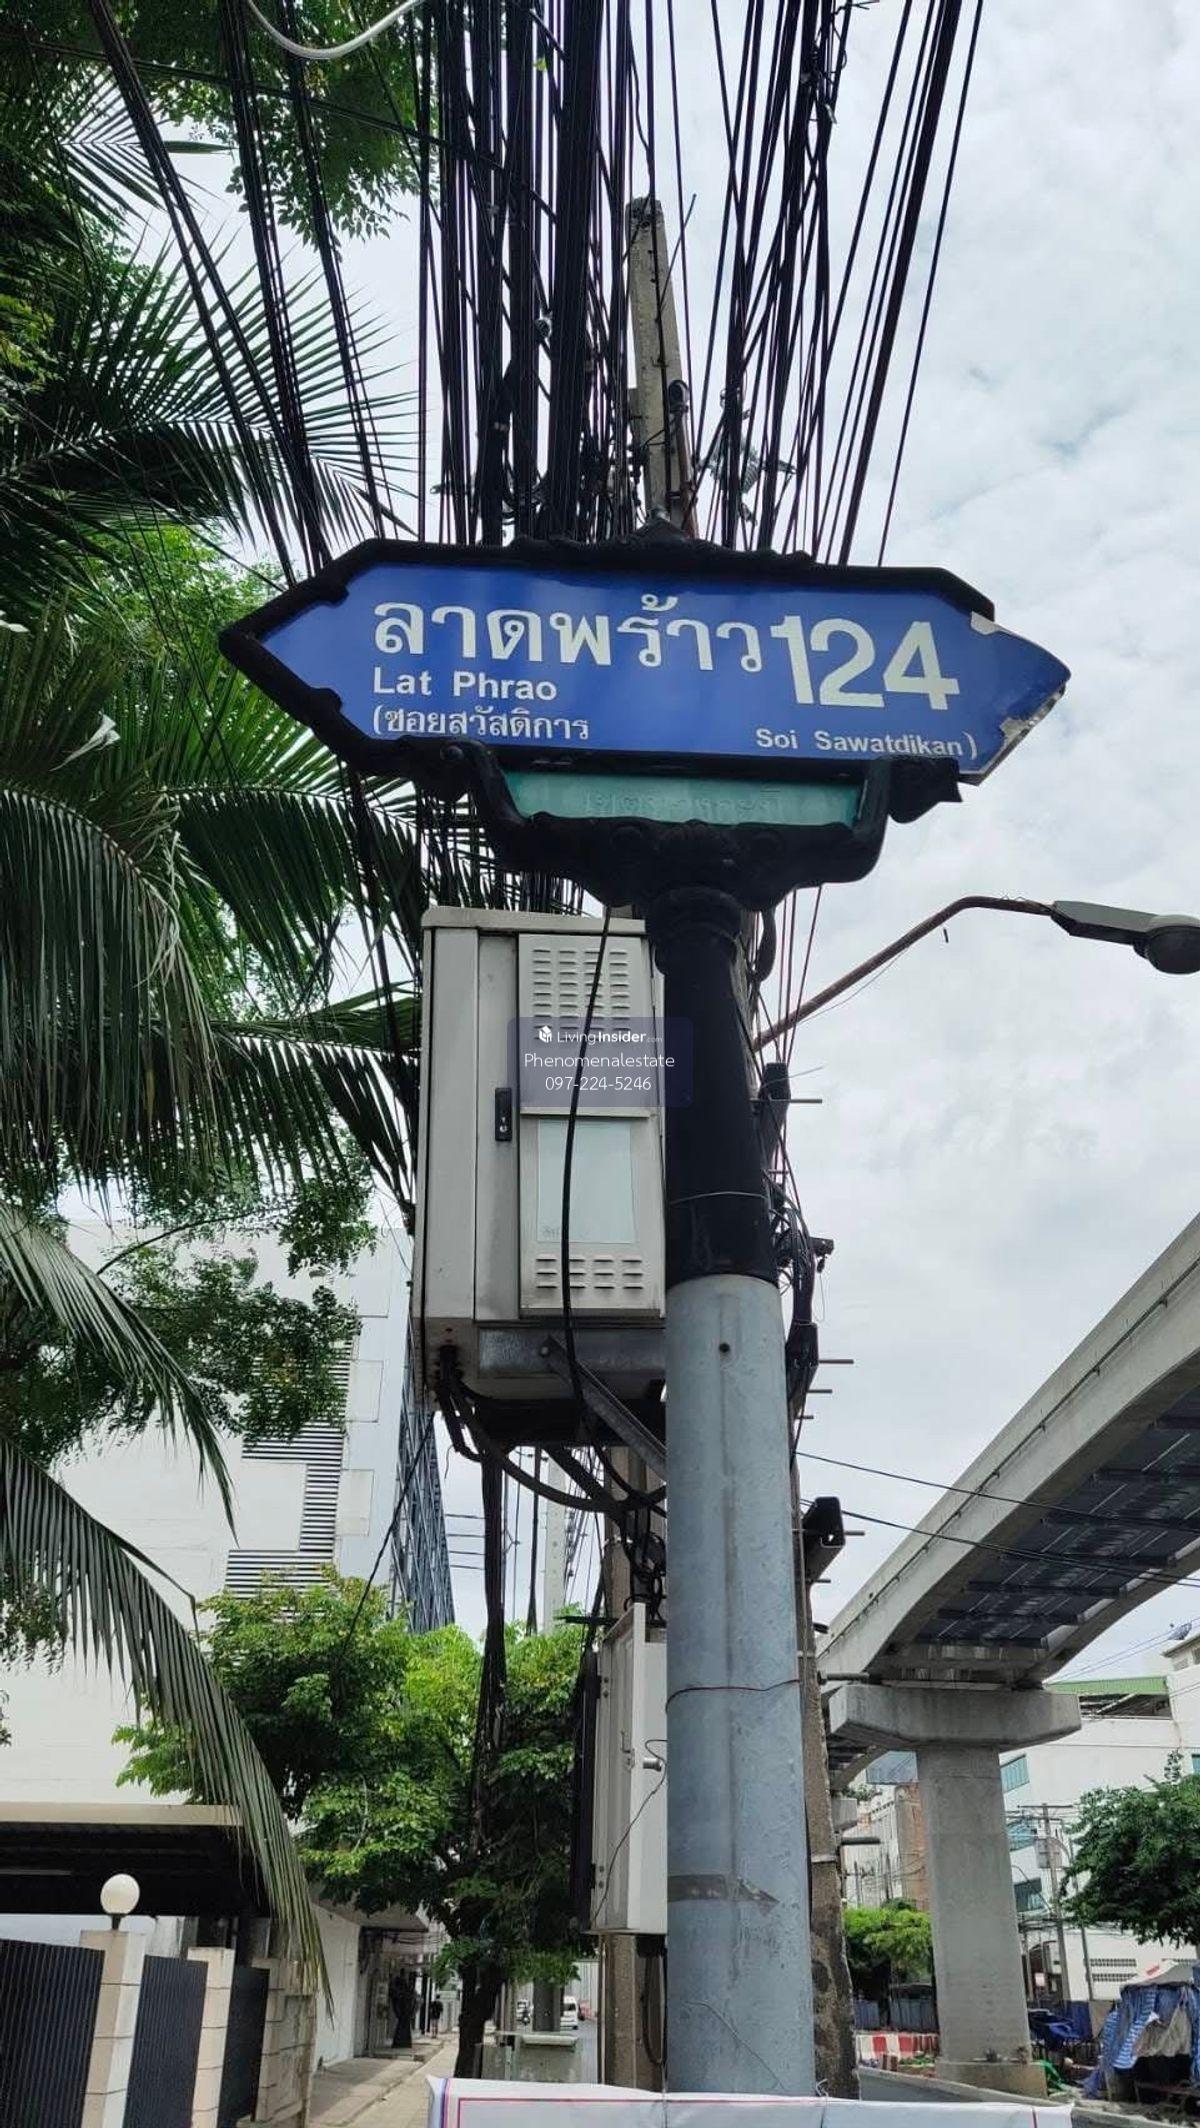 ลาดพร้าว 124
Lat Phrao
(ซอยสวัสดิการ Soi Sawatdikan)
LivingInsider.com
Phenomenalestate
097-224-5246